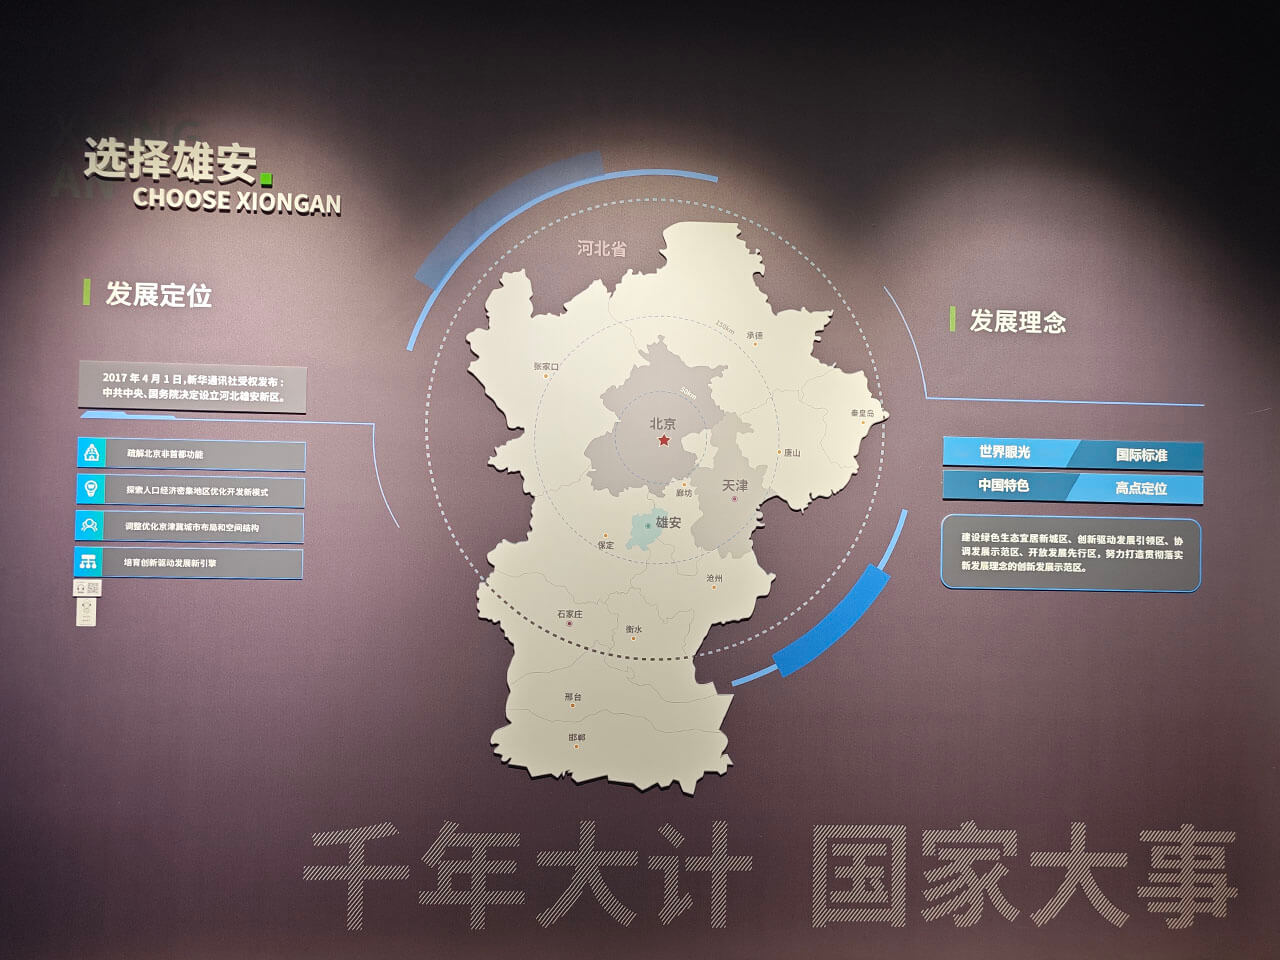 选择雄安
CHOOSE XIONGAN
发展定位
2017 年 4 月 1 日,新华通讯社受权发布：
中共中央、国务院决定设立河北雄安新区。
疏解北京非首都功能
探索人口经济密集地区优化开发新模式
调整优化京津冀城市布局和空间结构
培育创新驱动发展新引擎
河北省
150km
承德
张家口
50km
北京
秦皇岛
唐山
天津
廊坊
雄安
保定
沧州
石家庄
衡水
邢台
邯郸
发展理念
世界眼光
国际标准
中国特色
高点定位
建设绿色生态宜居新城区、创新驱动发展引领区、协
调发展示范区、开放发展先行区，努力打造贯彻落实
新发展理念的创新发展示范区。
千年大计 国家大事